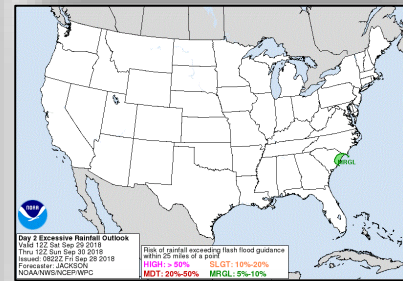 MRGL
NOAA
Day 2 Excessive Rainfall Outlook
Valid 12Z Sat Sep 29 2018
Thru 12Z Sun Sep 30 2018
Issued: 0822Z Fri Sep 28 2018
Forecaster: JACKSON
NOAA/NWS/NCEP/WPC
Risk of rainfall exceeding flash flood guidance
within 25 miles of a point
HIGH: > 50% SLGT: 10%-20%
MDT: 20%-50% MRGL: 5%-10%